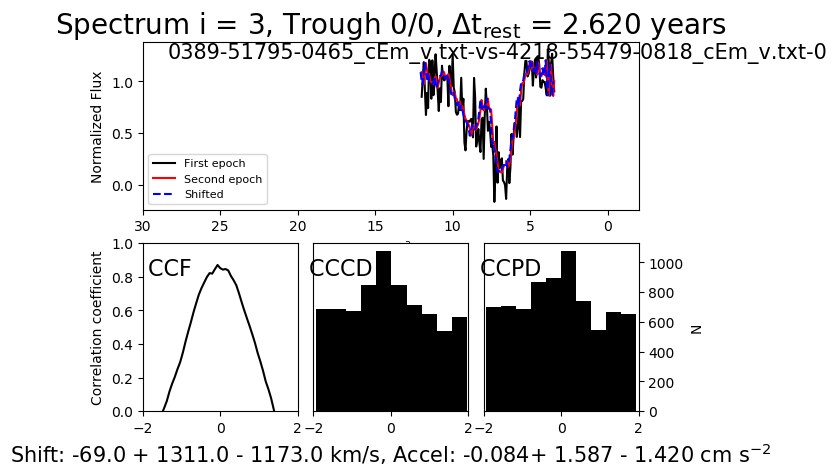 Spectrum i = 3, Trough 0/0, Δt_rest = 2.620 years
0389-51795-0465_cEm_v.txt-vs-4218-55479-0818_cEm_v.txt-0
Normalized Flux
1.0
0.5
0.0
First epoch
Second epoch
Shifted
30 25 20 15 10 5 0
Correlation coefficient
1.0
0.8
0.6
0.4
0.2
0.0
CCF
−2 0 2
CCCD
−2 0 2
CCPD
−2 0 2
1000
800
600
400
200
0
N
Shift: -69.0 + 1311.0 - 1173.0 km/s, Accel: -0.084+ 1.587 - 1.420 cm s⁻²